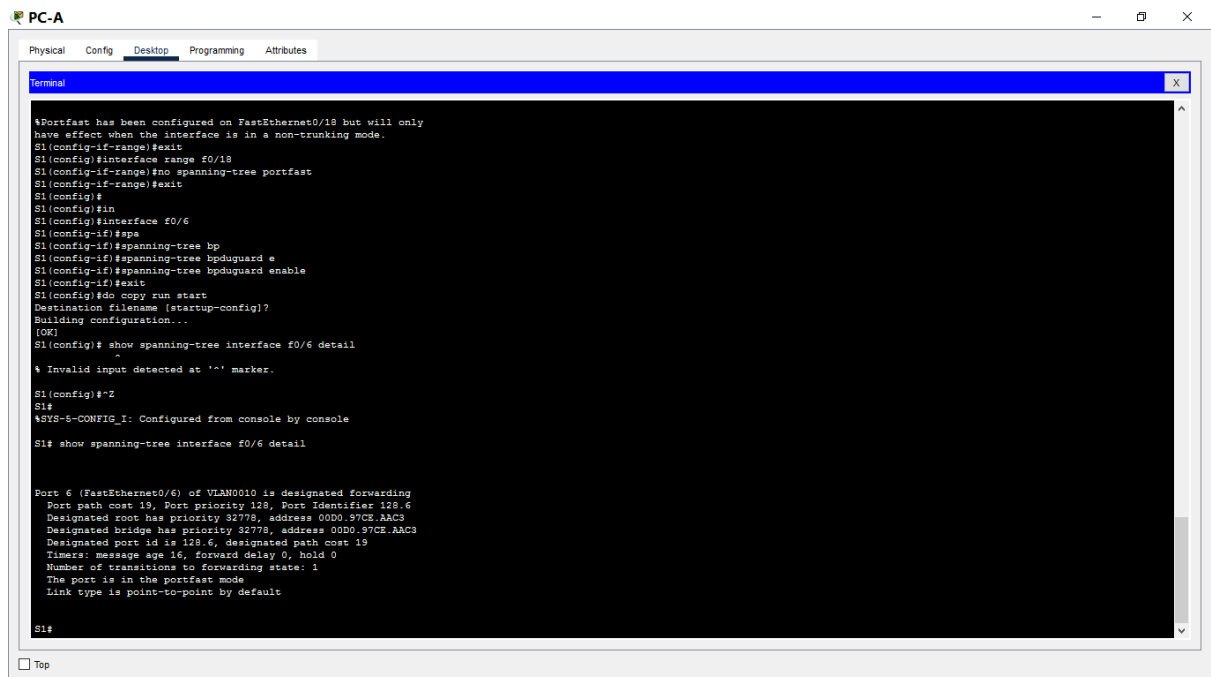 PC-A
Physical Config Desktop Programming Attributes
Terminal
X
%Portfast has been configured on FastEthernet0/18 but will only
have effect when the interface is in a non-trunking mode.
S1(config-if-range)#exit
S1(config)#interface range f0/18
S1(config-if-range)#no spanning-tree portfast
S1(config-if-range)#exit
S1(config)#
S1(config)#in
S1(config)#interface f0/6
S1(config-if)#spa
S1(config-if)#spanning-tree bp
S1(config-if)#spanning-tree bpduguard e
S1(config-if)#spanning-tree bpduguard enable
S1(config-if)#exit
S1(config)#do copy run start
Destination filename [startup-config]?
Building configuration...
[OK]
S1(config)# show spanning-tree interface f0/6 detail
^
% Invalid input detected at '^' marker.
S1(config)#^Z
S1#
%SYS-5-CONFIG_I: Configured from console by console
S1# show spanning-tree interface f0/6 detail
Port 6 (FastEthernet0/6) of VLAN0010 is designated forwarding
Port path cost 19, Port priority 128, Port Identifier 128.6
Designated root has priority 32778, address 00D0.97CE.AAC3
Designated bridge has priority 32778, address 00D0.97CE.AAC3
Designated port id is 128.6, designated path cost 19
Timers: message age 16, forward delay 0, hold 0
Number of transitions to forwarding state: 1
The port is in the portfast mode
Link type is point-to-point by default
S1#
Top